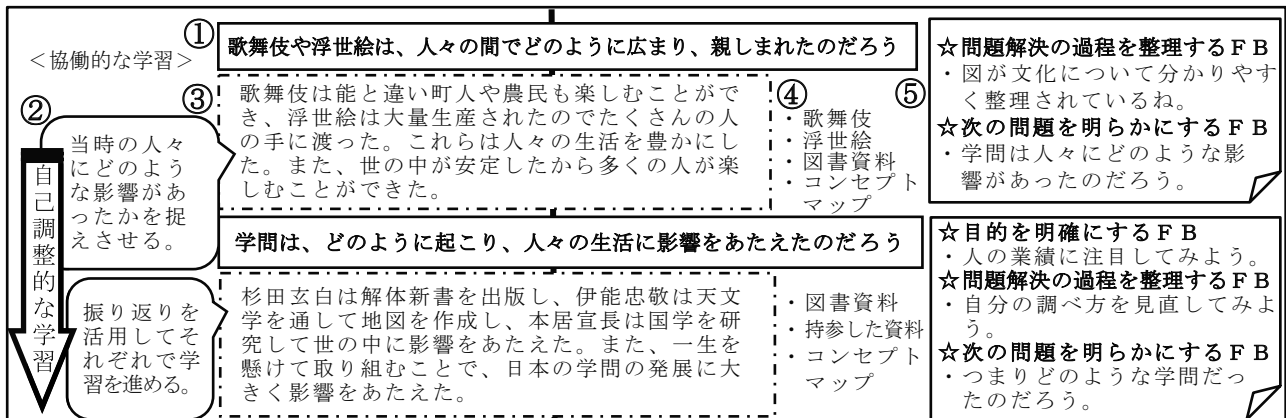 ①
歌舞伎や浮世絵は、人々の間でどのように広まり、親しまれたのだろう
＜協働的な学習＞
②
当時の人々
にどのよう
な影響があ
ったかを捉
えさせる。
③
歌舞伎は能と違い町人や農民も楽しむことがで
き、浮世絵は大量生産されたのでたくさんの人
の手に渡った。これらは人々の生活を豊かにし
た。また、世の中が安定したから多くの人が楽
しむことができた。
④
・歌舞伎
・浮世絵
・図書資料
・コンセプト
マップ
⑤
☆問題解決の過程を整理するＦＢ
・図が文化について分かりやす
く整理されているね。
☆次の問題を明らかにするＦＢ
・学問は人々にどのような影
響があったのだろう。
自己調整的な学習
学問は、どのように起こり、人々の生活に影響をあたえたのだろう
振り返りを
活用してそ
れぞれで学
習を進める。
杉田玄白は解体新書を出版し、伊能忠敬は天文
学を通して地図を作成し、本居宣長は国学を研
究して世の中に影響をあたえた。また、一生を
懸けて取り組むことで、日本の学問の発展に大
きく影響をあたえた。
・図書資料
・持参した資料
・コンセプト
マップ
☆目的を明確にするＦＢ
・人の業績に注目してみよう。
☆問題解決の過程を整理するＦＢ
・自分の調べ方を見直してみよ
う。
☆次の問題を明らかにするＦＢ
・つまりどのような学問だっ
たのだろう。